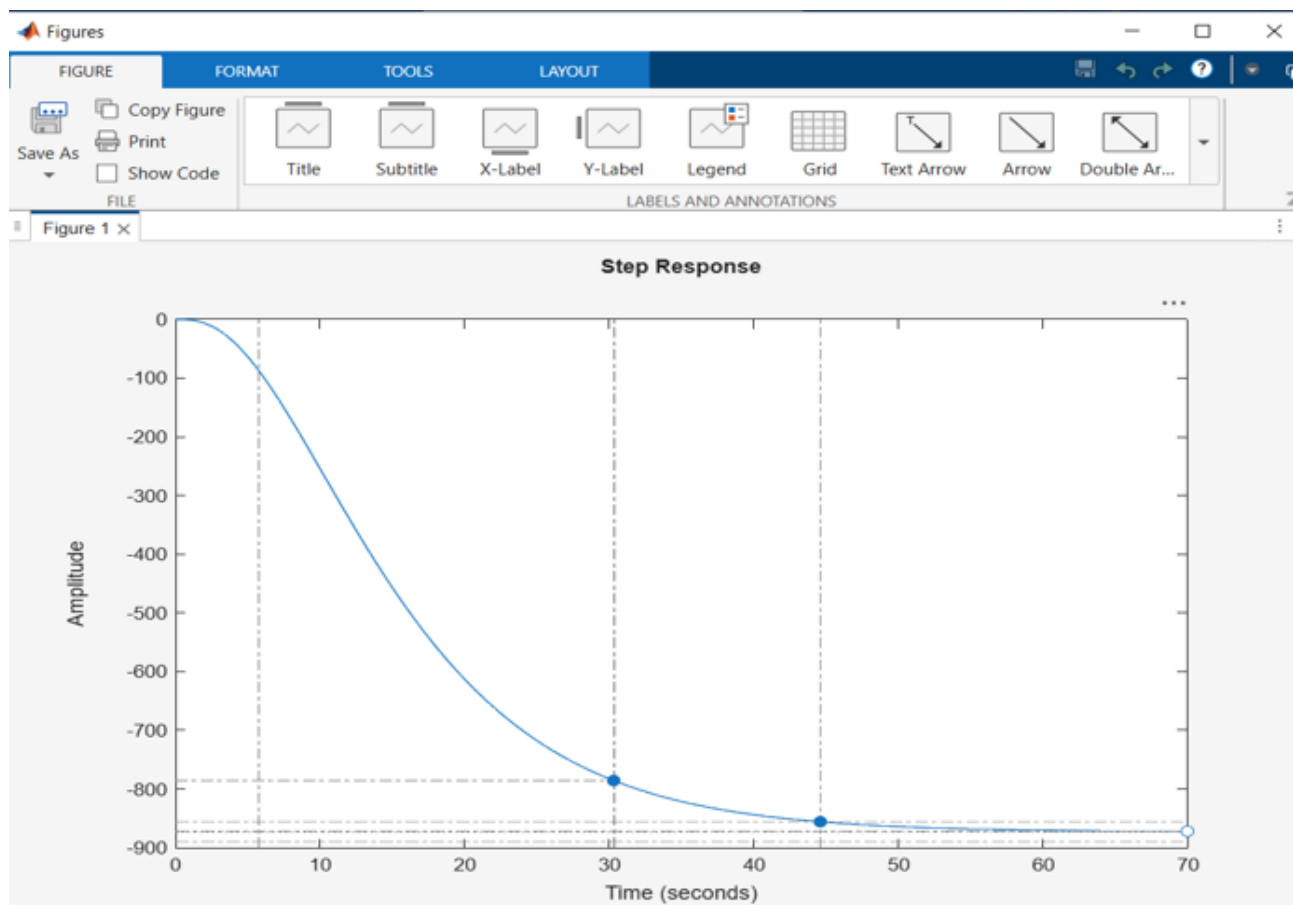 Figures
FIGURE FORMAT TOOLS LAYOUT
?
Save As
Copy Figure
Print
Show Code
FILE
Title Subtitle X-Label Y-Label Legend Grid Text Arrow Arrow Double Ar...
T
LABELS AND ANNOTATIONS
Figure 1
Step Response
Amplitude
0
-100
-200
-300
-400
-500
-600
-700
-800
-900
0 10 20 30 40 50 60 70
Time (seconds)